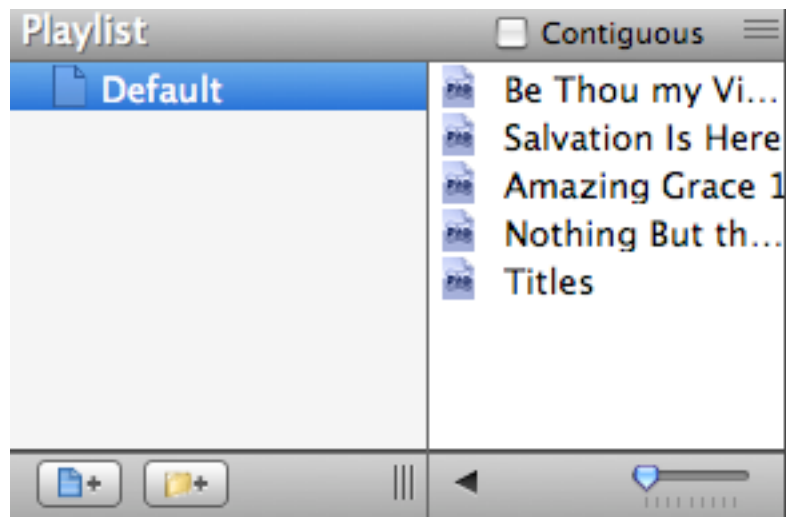 Playlist
Contiguous
Default
Be Thou my Vi...
Salvation Is Here
Amazing Grace 1
Nothing But th...
Titles